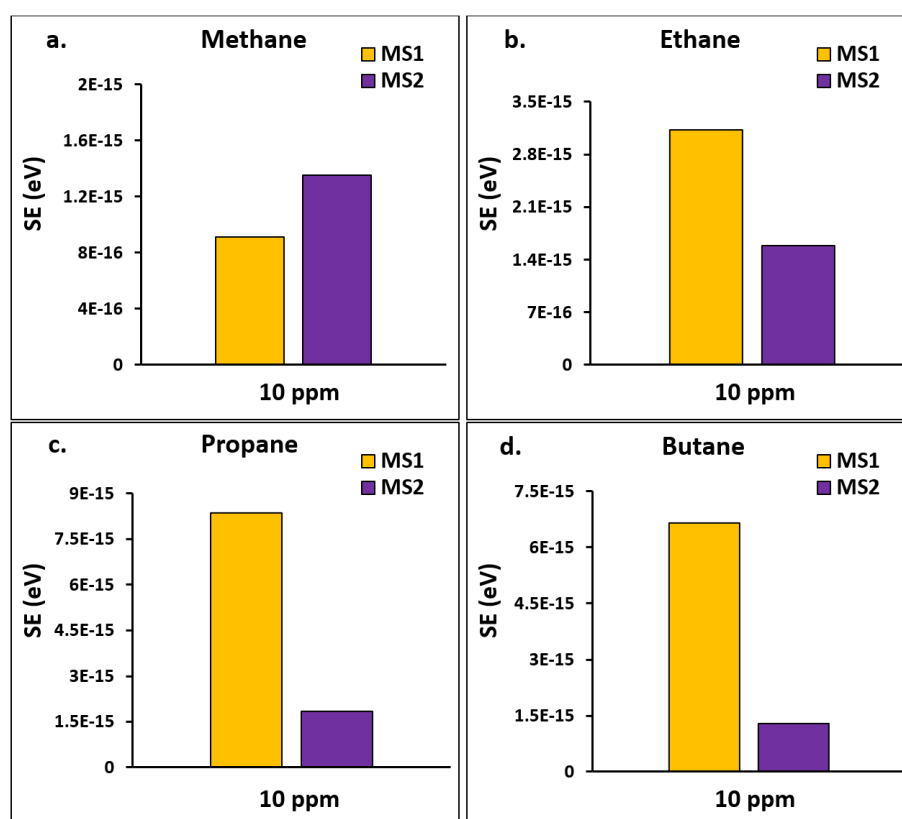 a. Methane
MS1
MS2
2E-15
1.6E-15
1.2E-15
8E-16
4E-16
0
SE (eV)
10 ppm
b. Ethane
MS1
MS2
3.5E-15
2.8E-15
2.1E-15
1.4E-15
7E-16
0
SE (eV)
10 ppm
c. Propane
MS1
MS2
9E-15
7.5E-15
6E-15
4.5E-15
3E-15
1.5E-15
0
SE (eV)
10 ppm
d. Butane
MS1
MS2
7.5E-15
6E-15
4.5E-15
3E-15
1.5E-15
0
SE (eV)
10 ppm